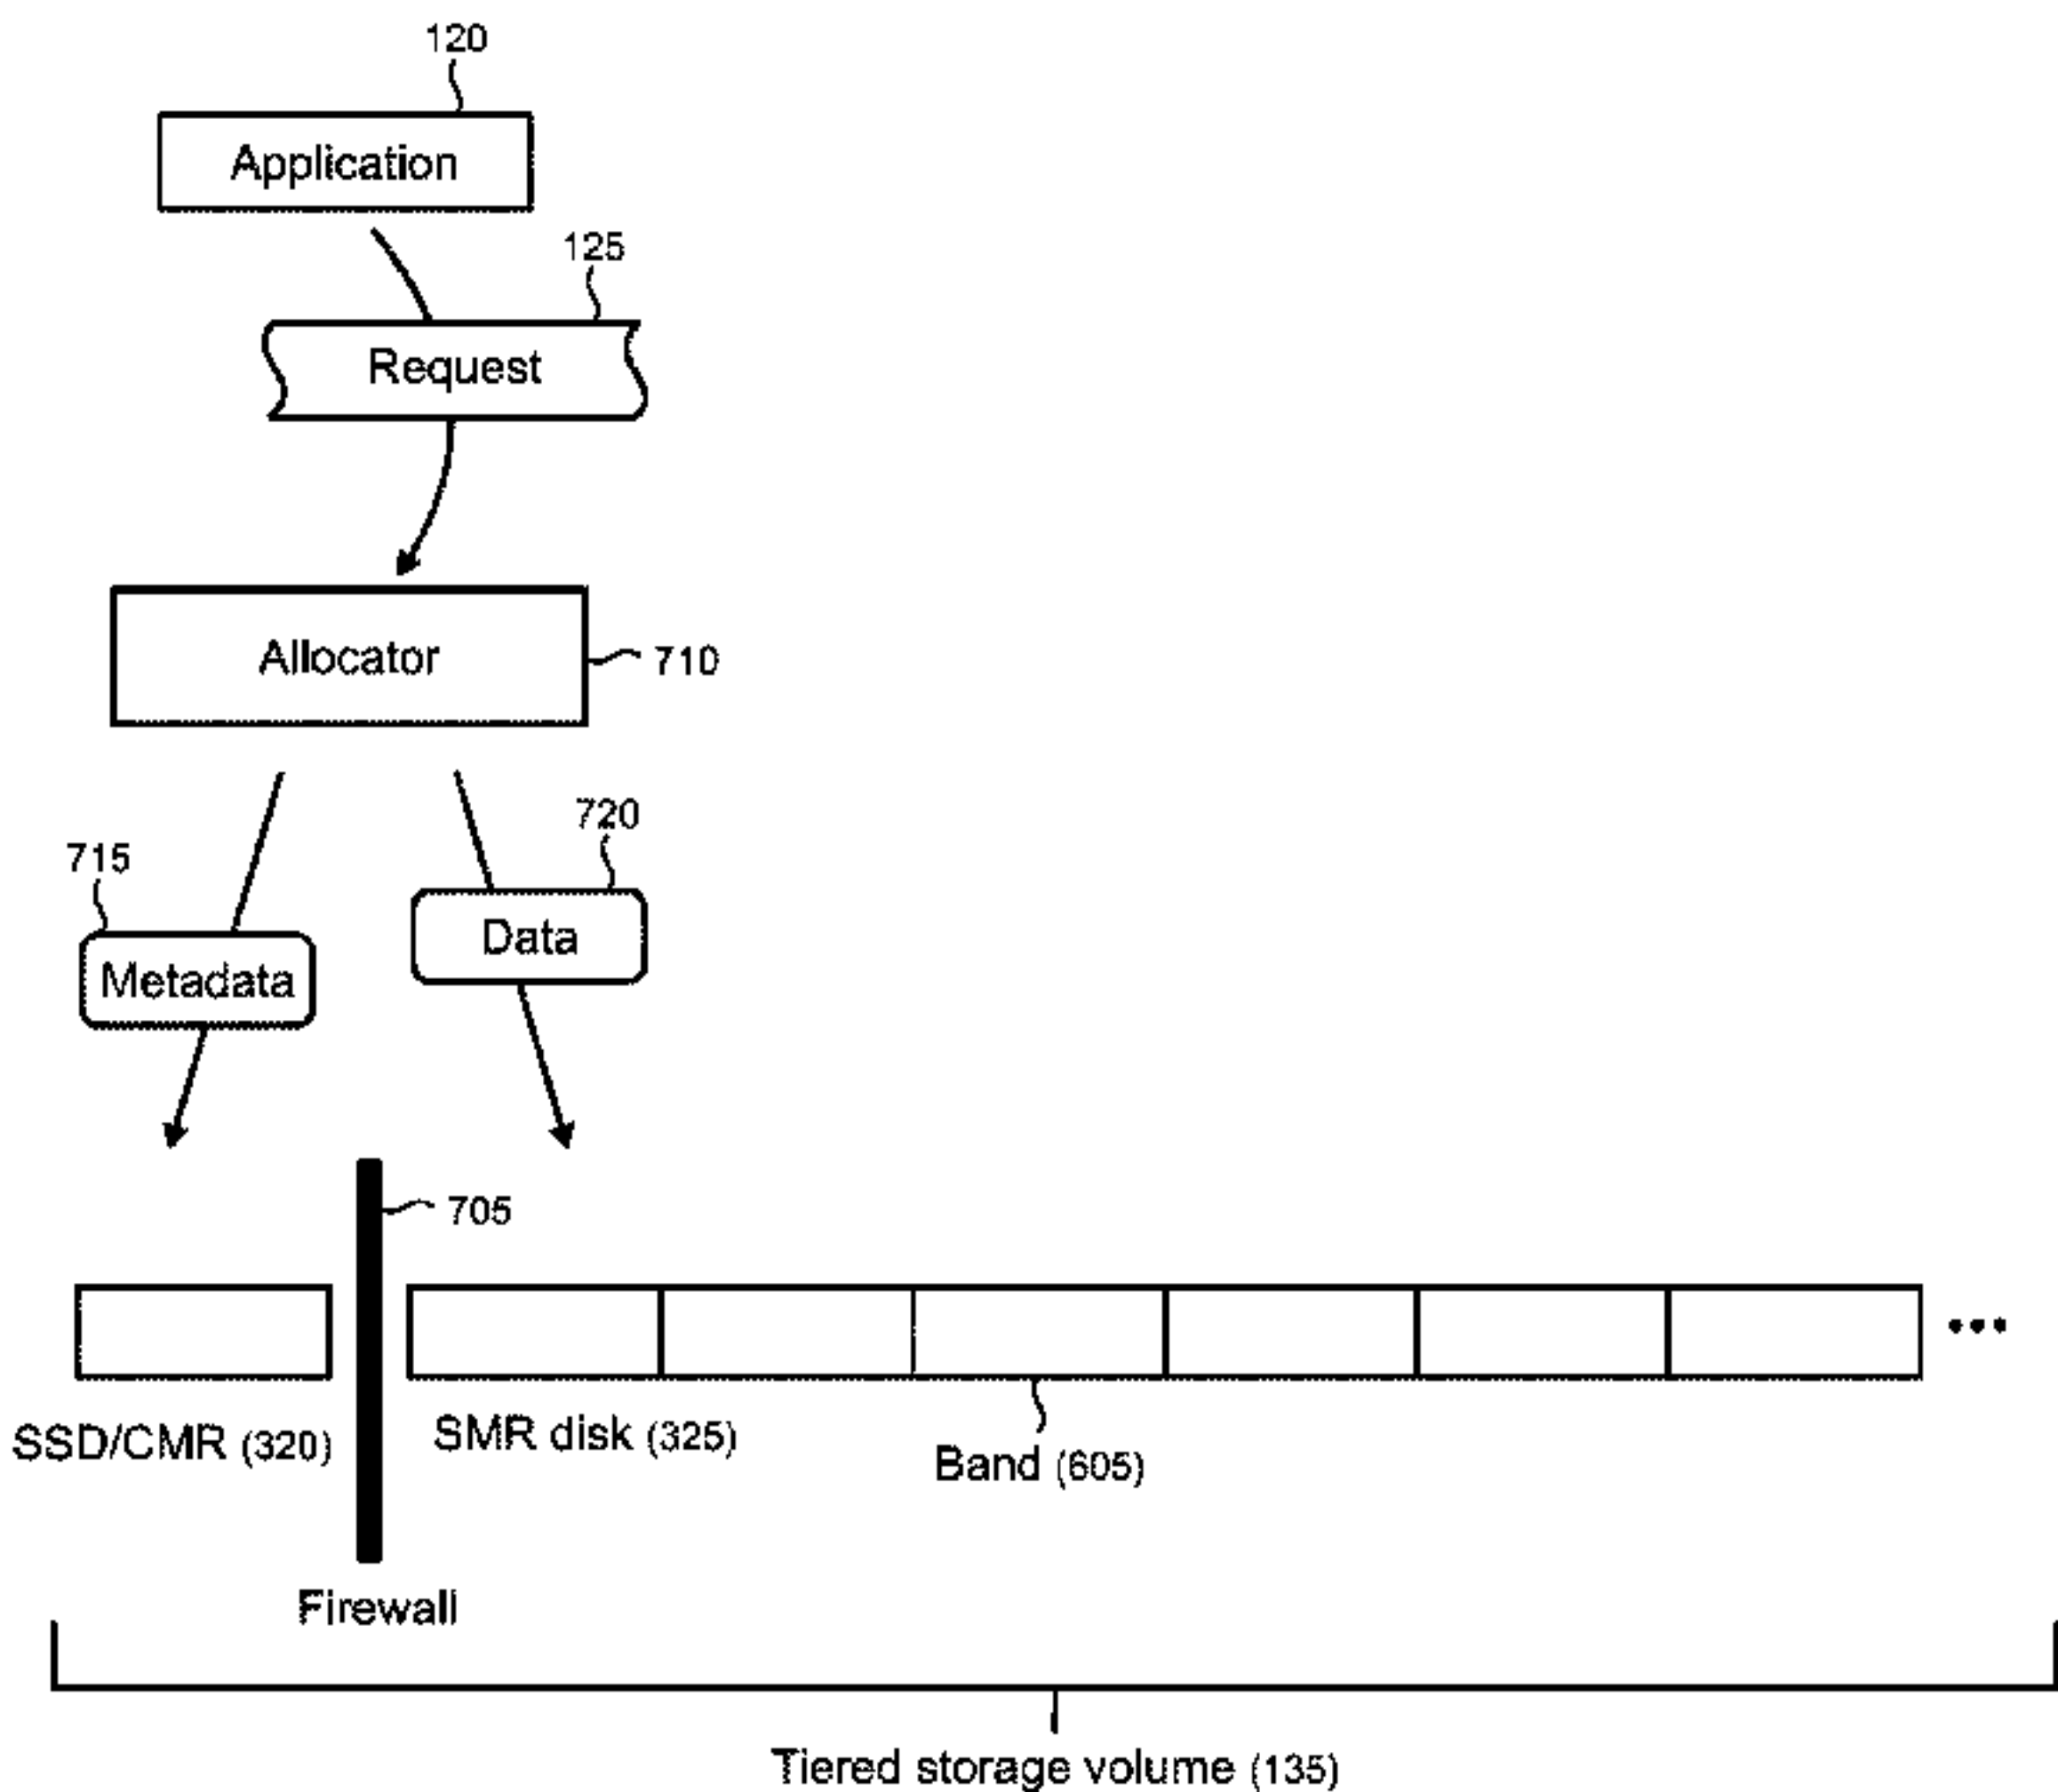 120
Application
125
Request
Allocator
710
720
715
Data
Metadata
705
SSD/CMR (320)
SMR disk (325)
Band (605)
Firewall
Tiered storage volume (135)